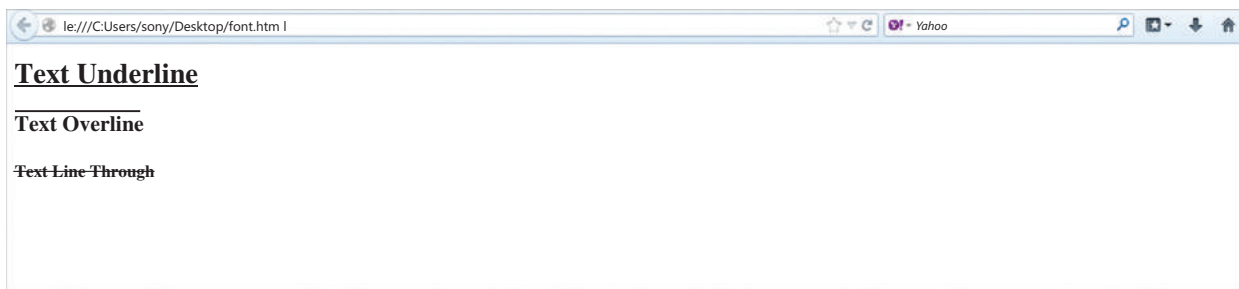 le:///C:Users/sony/Desktop/font.htm l
Y! - Yahoo
Text Underline
Text Overline
Text Line Through